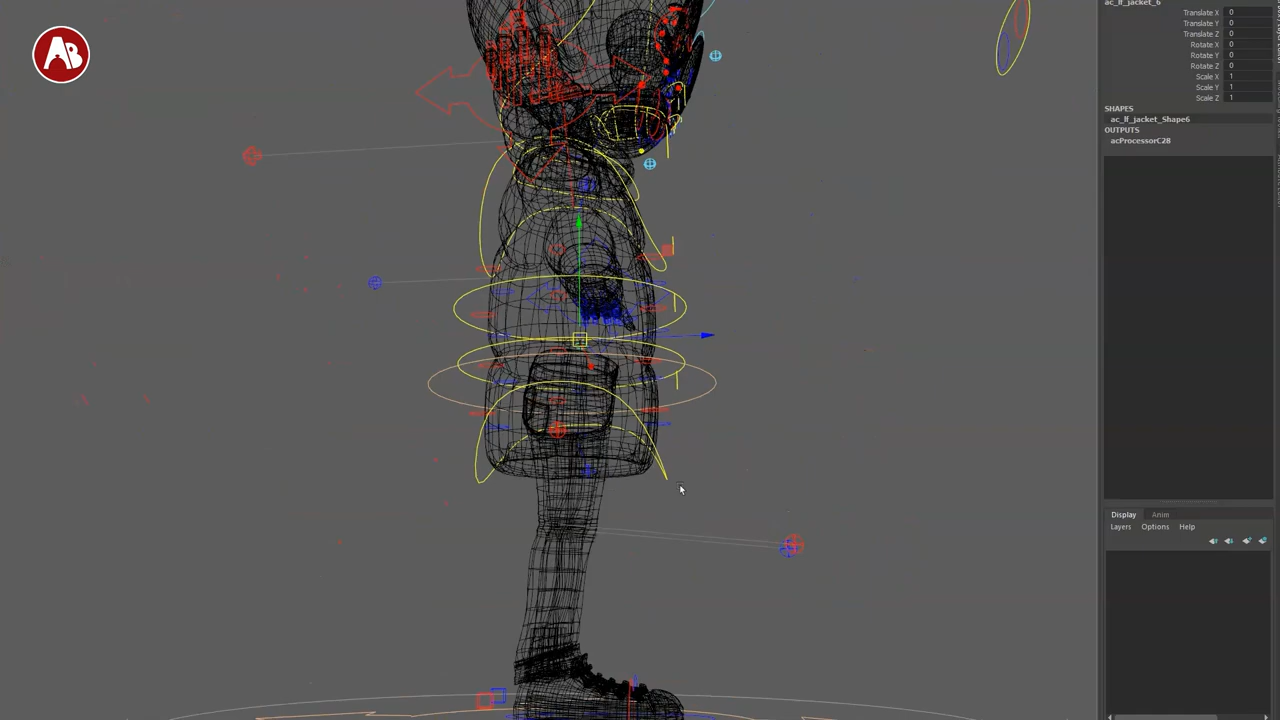 AB
ac_lf_jacket_6
Translate X 0
Translate Y 0
Translate Z 0
Rotate X 0
Rotate Y 0
Rotate Z 0
Scale X 1
Scale Y 1
Scale Z 1
SHAPES
ac_lf_jacket_Shape6
OUTPUTS
acProcessorC28
Display Anim
Layers Options Help